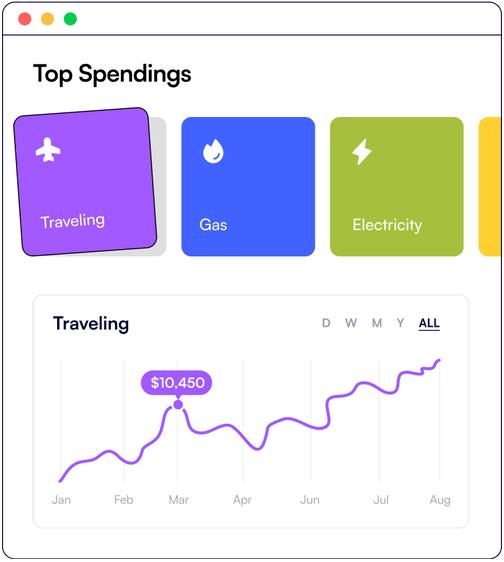 Top Spendings
Traveling
Gas
Electricity
Traveling
D W M Y ALL
$10,450
Jan Feb Mar Apr Jun Jul Aug